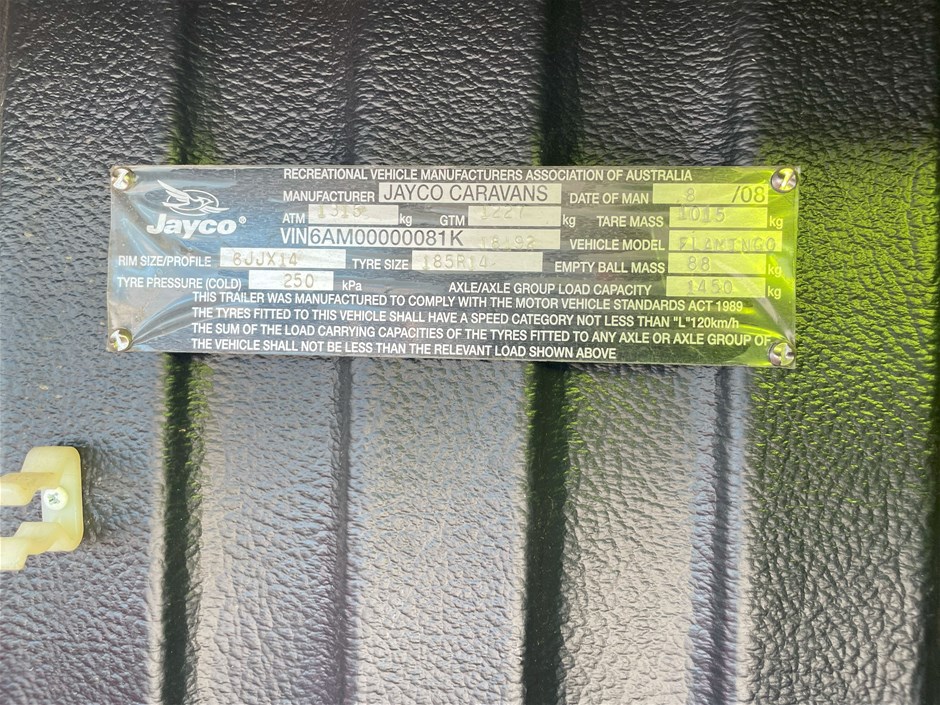 RECREATIONAL VEHICLE MANUFACTURERS ASSOCIATION OF AUSTRALIA
Jayco®
MANUFACTURER JAYCO CARAVANS DATE OF MAN 8 /08
ATM 1315 kg GTM 1227 kg TARE MASS 1015 kg
VIN 6AM00000081K VEHICLE MODEL FLAMINGO
RIM SIZE/PROFILE 6JJX14 TYRE SIZE 185R14 EMPTY BALL MASS 88 kg
TYRE PRESSURE (COLD) 250 kPa AXLE/AXLE GROUP LOAD CAPACITY 1450 kg
THIS TRAILER WAS MANUFACTURED TO COMPLY WITH THE MOTOR VEHICLE STANDARDS ACT 1989
THE TYRES FITTED TO THIS VEHICLE SHALL HAVE A SPEED CATEGORY NOT LESS THAN "L"120km/h
THE SUM OF THE LOAD CARRYING CAPACITIES OF THE TYRES FITTED TO ANY AXLE OR AXLE GROUP OF
THE VEHICLE SHALL NOT BE LESS THAN THE RELEVANT LOAD SHOWN ABOVE